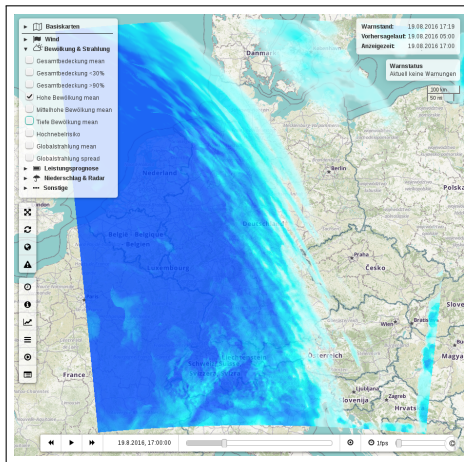 Basiskarten
Wind
Bewölkung & Strahlung
Gesamtbedeckung mean
Gesamtbedeckung <30%
Gesamtbedeckung >90%
Hohe Bewölkung mean
Mittelhohe Bewölkung mean
Tiefe Bewölkung mean
Hochnebelrisiko
Globalstrahlung mean
Globalstrahlung spread
Leistungsprognose
Niederschlag & Radar
Sonstige
Warnstand: 19.08.2016 17:19
Vorhersagelauf: 19.08.2016 05:00
Anzeigezeit: 19.08.2016 17:00
Warnstatus
Aktuell keine Warnungen
100 km
50 mi
Danmark
Berlin
Nederland
Polska
België - Belgique
Belgien
Deutschland
Luxembourg
Praha
Česko
Wien
France
Österreich
Ljubljana
Slovenija
Zagreb
Hrvats
Magya
19.8.2016, 17:00:00
1fps